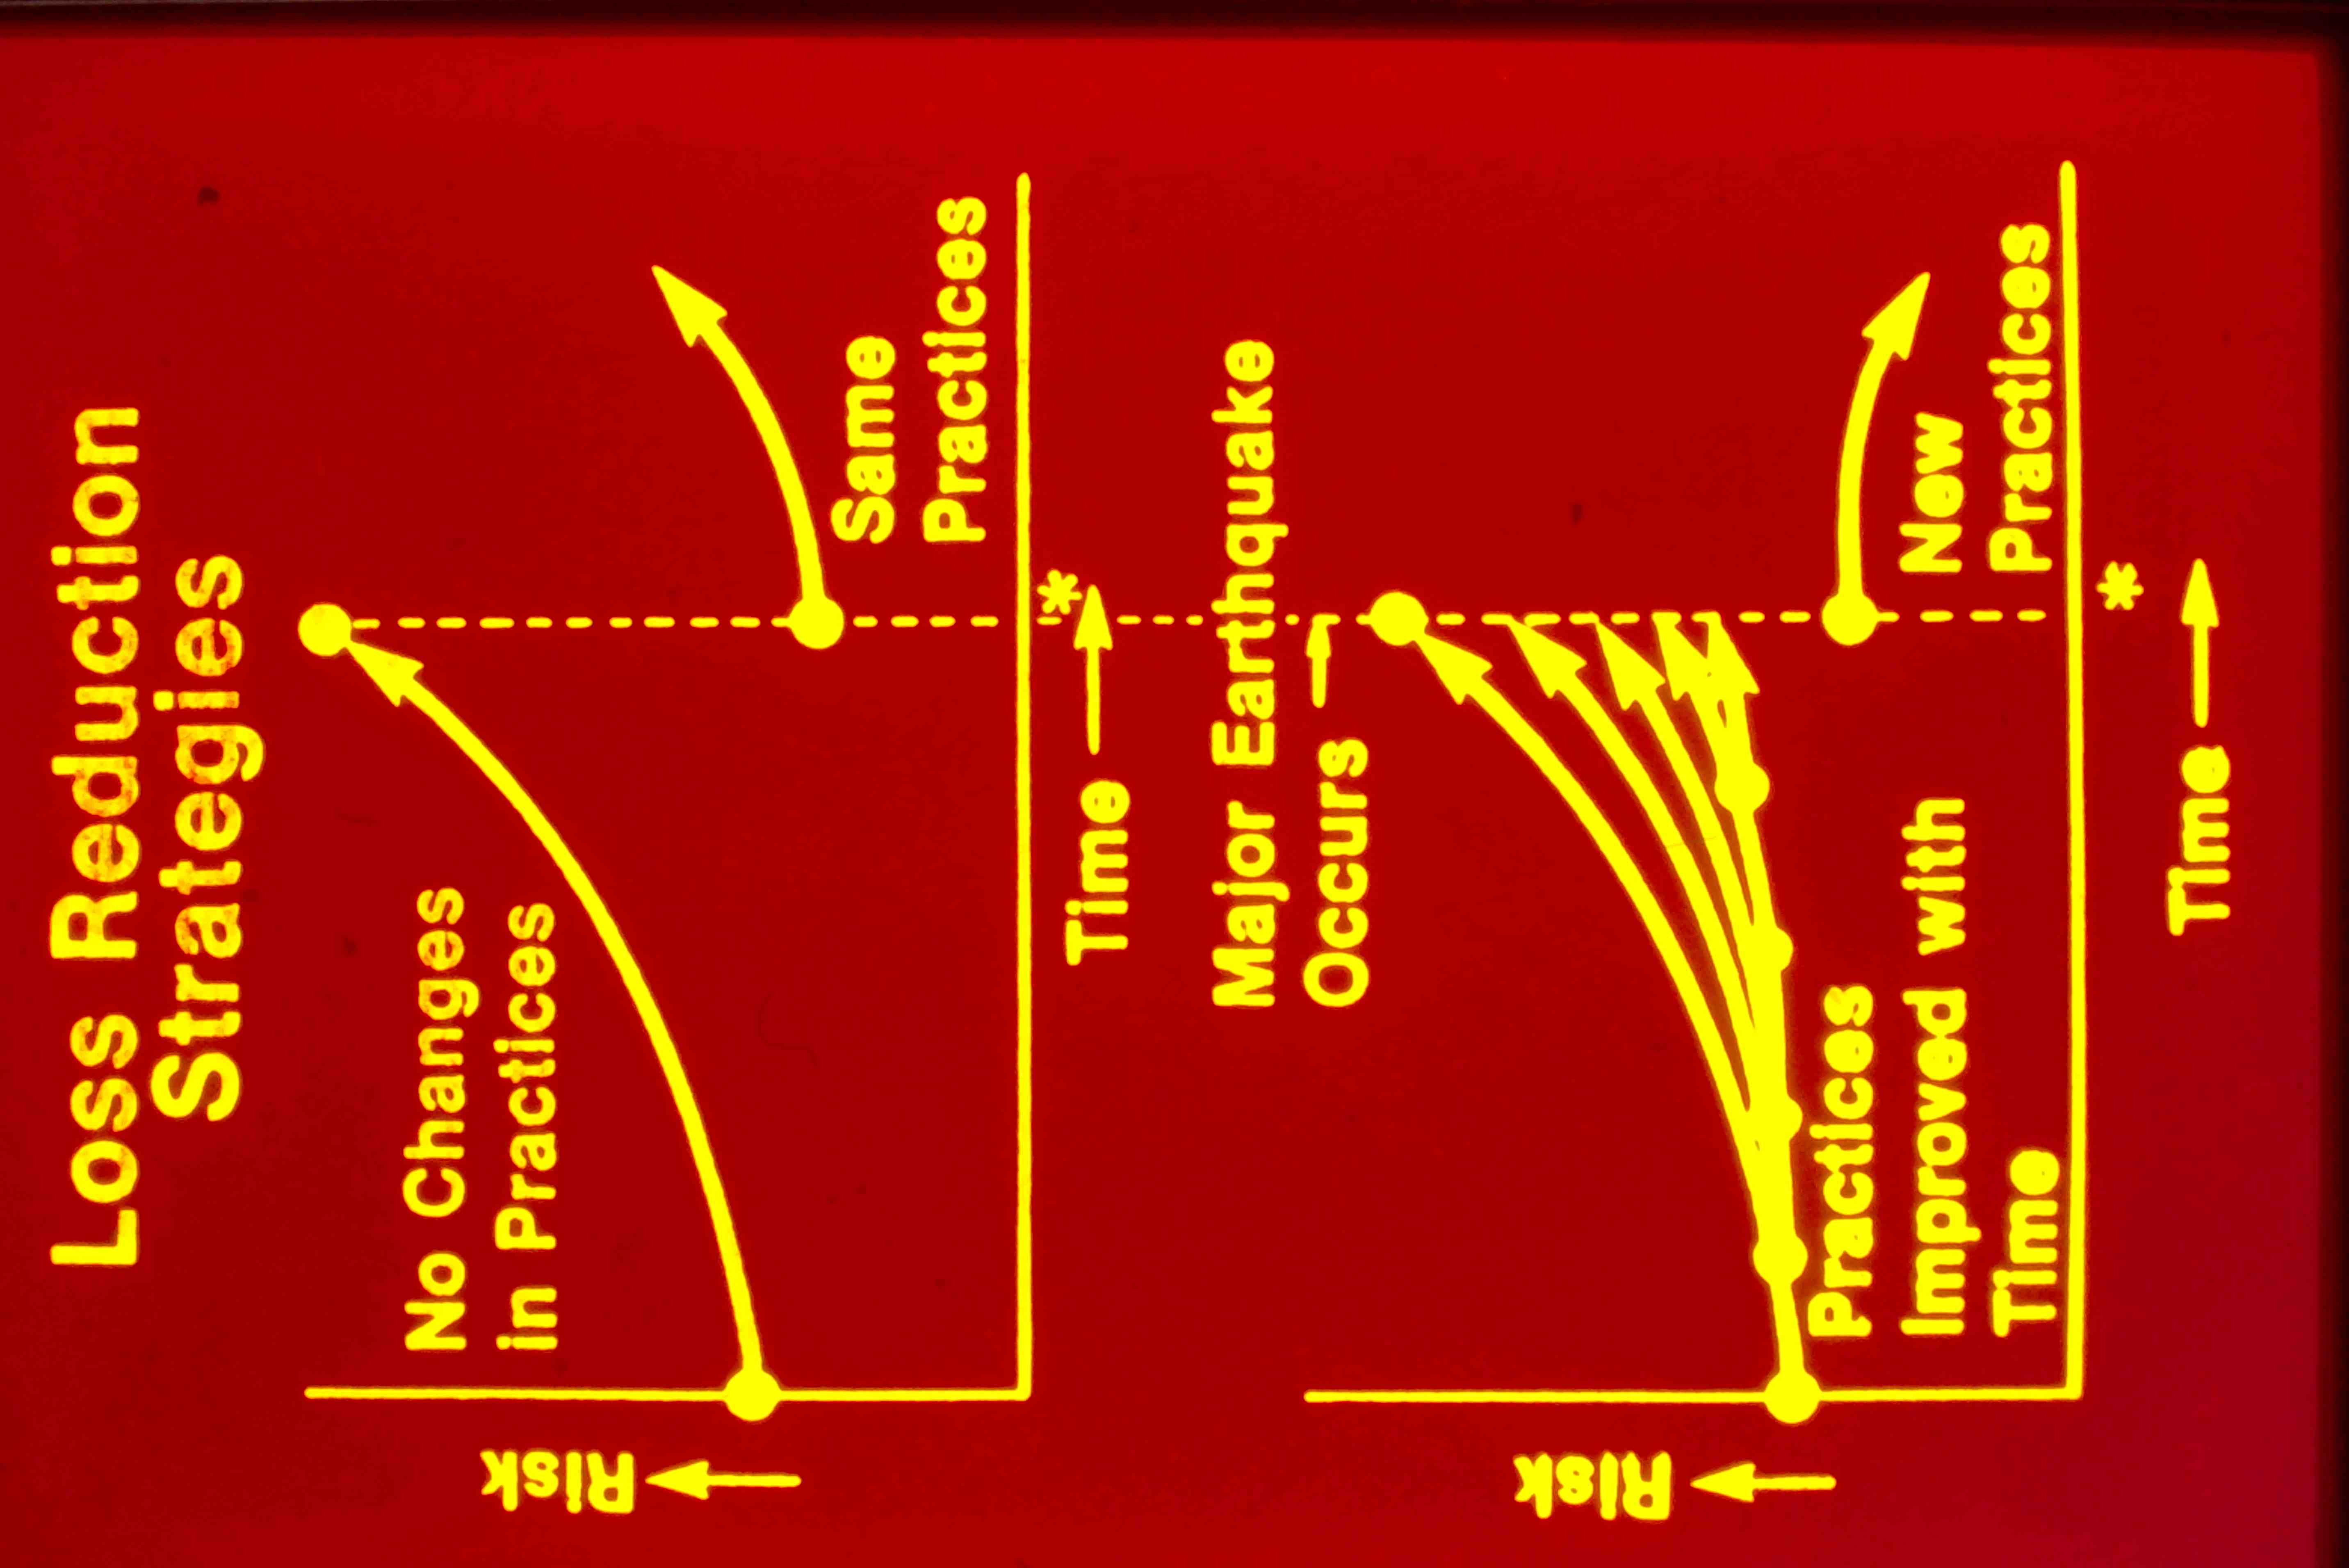 Loss Reduction
Strategies
No Changes
in Practices
Risk
Same
Practices
*
Time
Major Earthquake
Occurs
Risk
Practices
Improved with
Time
New
Practices
*
Time